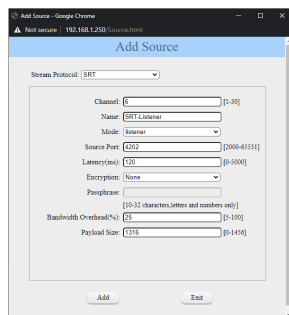 Add Source - Google Chrome
Not secure | 192.168.1.250/Source.html
Add Source
Stream Protocol: SRT
Channel: 6 [1-30]
Name: SRT-Listener
Mode: listener
Source Port: 4202 [2000-65531]
Latency(ms): 120 [0-5000]
Encryption: None
Passphrase:
[10-32 characters,letters and numbers only]
Bandwidth Overhead(%): 25 [5-100]
Payload Size: 1316 [0-1456]
Add Exit